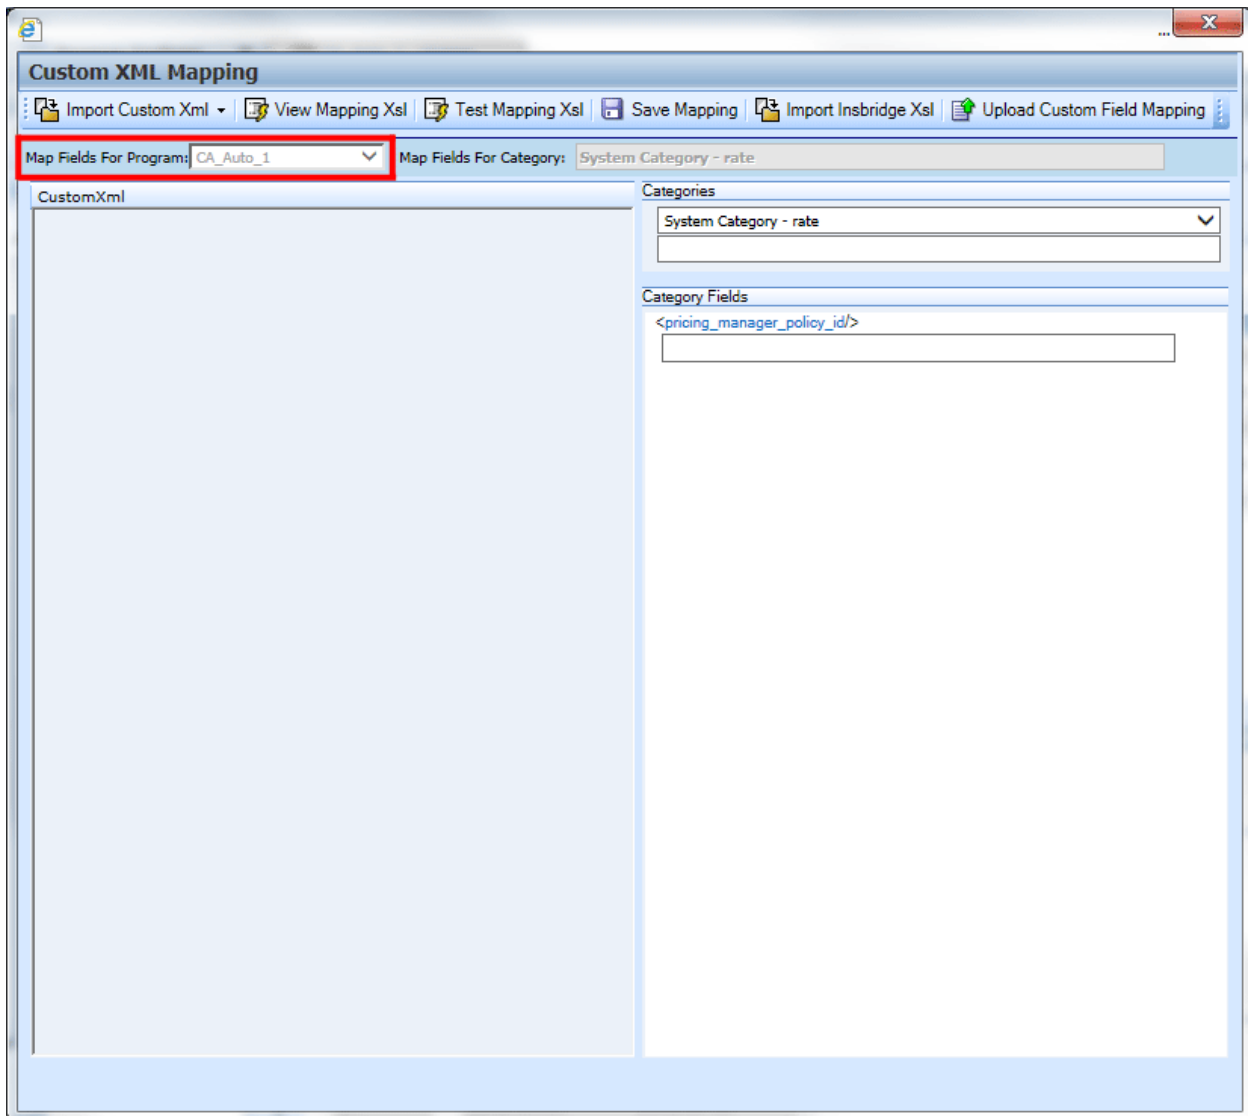 ...
X
Custom XML Mapping
Import Custom Xml View Mapping Xsl Test Mapping Xsl Save Mapping Import Insbridge Xsl Upload Custom Field Mapping
Map Fields For Program: CA_Auto_1 Map Fields For Category: System Category - rate
CustomXml
Categories
System Category - rate
Category Fields
<pricing_manager_policy_id/>